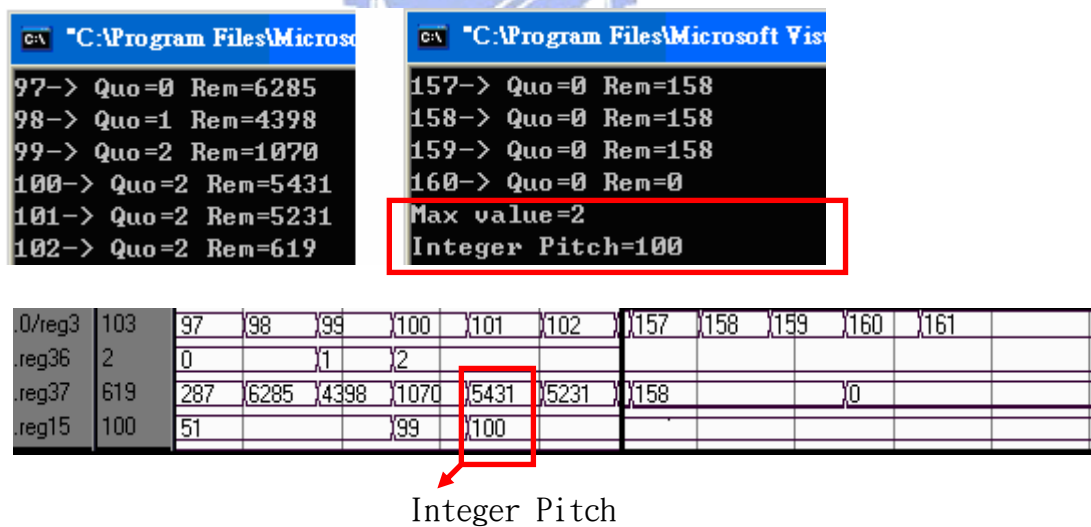 "C:\Program Files\Micros
97-> Quo=0 Rem=6285
98-> Quo=1 Rem=4398
99-> Quo=2 Rem=1070
100-> Quo=2 Rem=5431
101-> Quo=2 Rem=5231
102-> Quo=2 Rem=619
"C:\Program Files\Microsoft Vis
157-> Quo=0 Rem=158
158-> Quo=0 Rem=158
159-> Quo=0 Rem=158
160-> Quo=0 Rem=0
Max value=2
Integer Pitch=100
.0/reg3 103 97 98 99 100 101 102 157 158 159 160 161
.reg36 2 0 1 2
.reg37 619 287 6285 4398 1070 5431 5231 158 0
.reg15 100 51 99 100
Integer Pitch